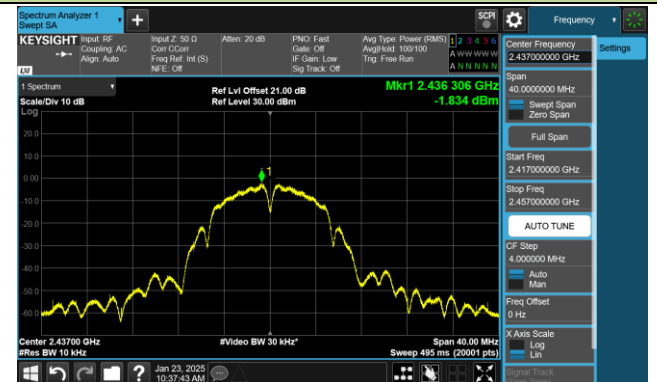 Spectrum Analyzer 1
Swept SA
+
SCPI
Frequency
KEYSIGHT
Input: RF
Coupling: AC
Align: Auto
Input Z: 50 Ω
Corr CCorr
Freq Ref: Int (S)
NFE: Off
Atten: 20 dB
PNO: Fast
Gate: Off
IF Gain: Low
Sig Track: Off
Avg Type: Power (RMS)
Avg|Hold: 100/100
Trig: Free Run
1 2 3 4 5 6
A W W W W W
A N N N N N
LXI
Center Frequency
2.437000000 GHz
Settings
Span
40.0000000 MHz
Swept Span
Zero Span
Full Span
Start Freq
2.417000000 GHz
Stop Freq
2.457000000 GHz
AUTO TUNE
CF Step
4.000000 MHz
Auto
Man
Freq Offset
0 Hz
X Axis Scale
Log
Lin
Signal Track
1 Spectrum
Scale/Div 10 dB
Log
Ref Lvl Offset 21.00 dB
Ref Level 30.00 dBm
Mkr1 2.436 306 GHz
-1.834 dBm
20.0
10.0
0.00
-10.0
-20.0
-30.0
-40.0
-50.0
-60.0
1
Center 2.43700 GHz
#Res BW 10 kHz
#Video BW 30 kHz*
Span 40.00 MHz
Sweep 495 ms (20001 pts)
?
Jan 23, 2025
10:37:43 AM